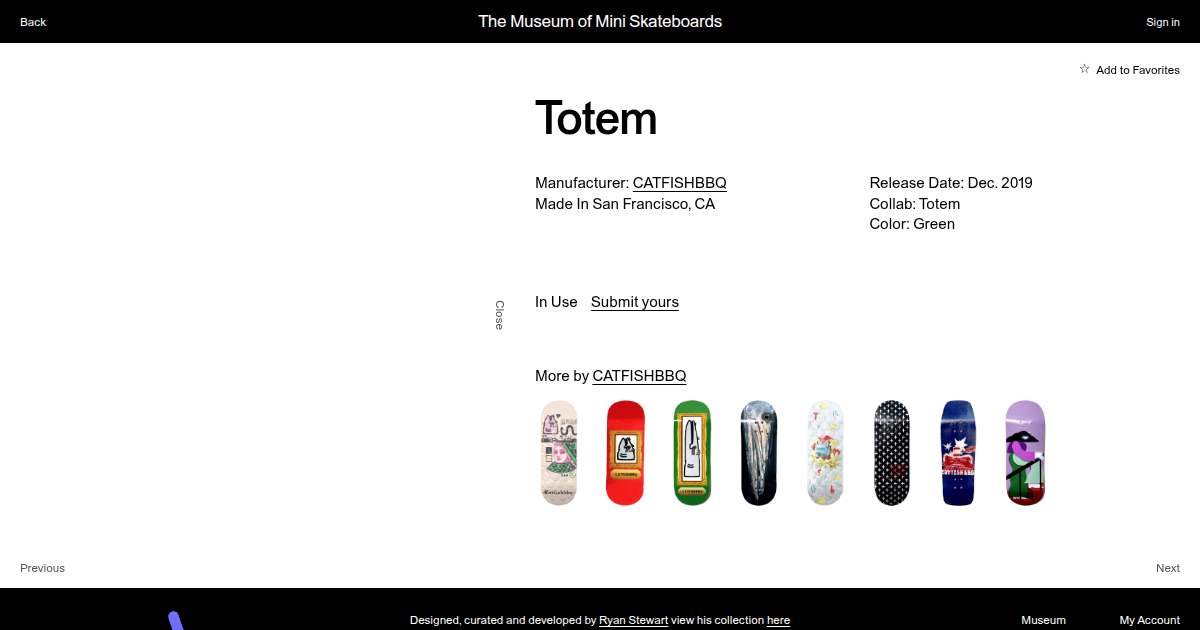 Back
The Museum of Mini Skateboards
Sign in
☆ Add to Favorites
Totem
Manufacturer: CATFISHBBQ
Made In San Francisco, CA
Release Date: Dec. 2019
Collab: Totem
Color: Green
Close
In Use Submit yours
More by CATFISHBBQ
Previous
Next
Designed, curated and developed by Ryan Stewart view his collection here
Museum
My Account